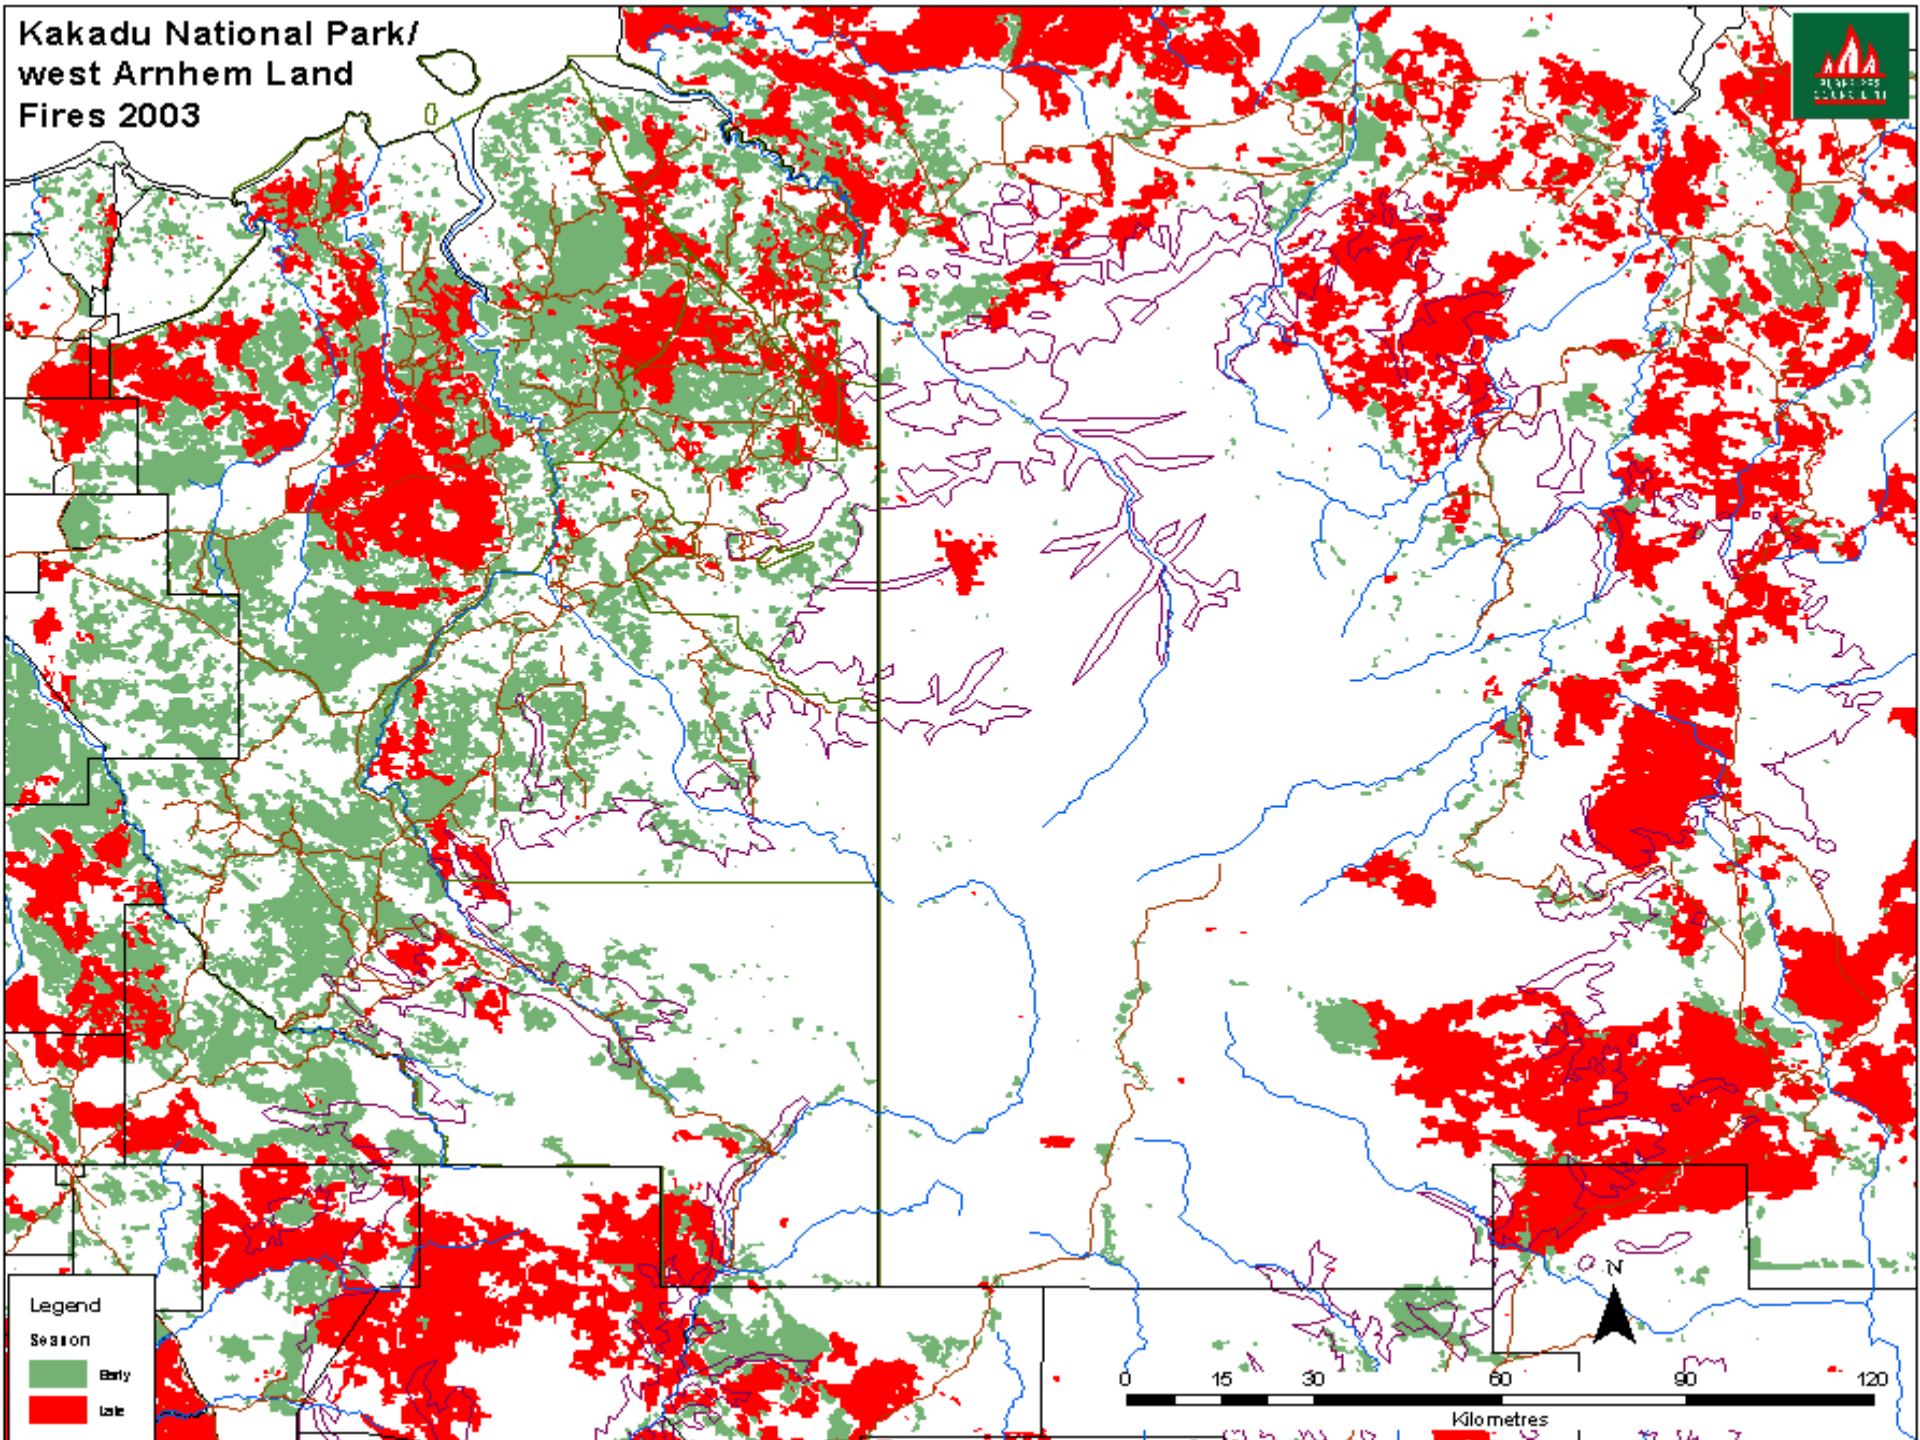 Kakadu National Park/
west Arnhem Land
Fires 2003
Legend
Season
Early
Late
N
0 15 30 60 90 120
Kilometres